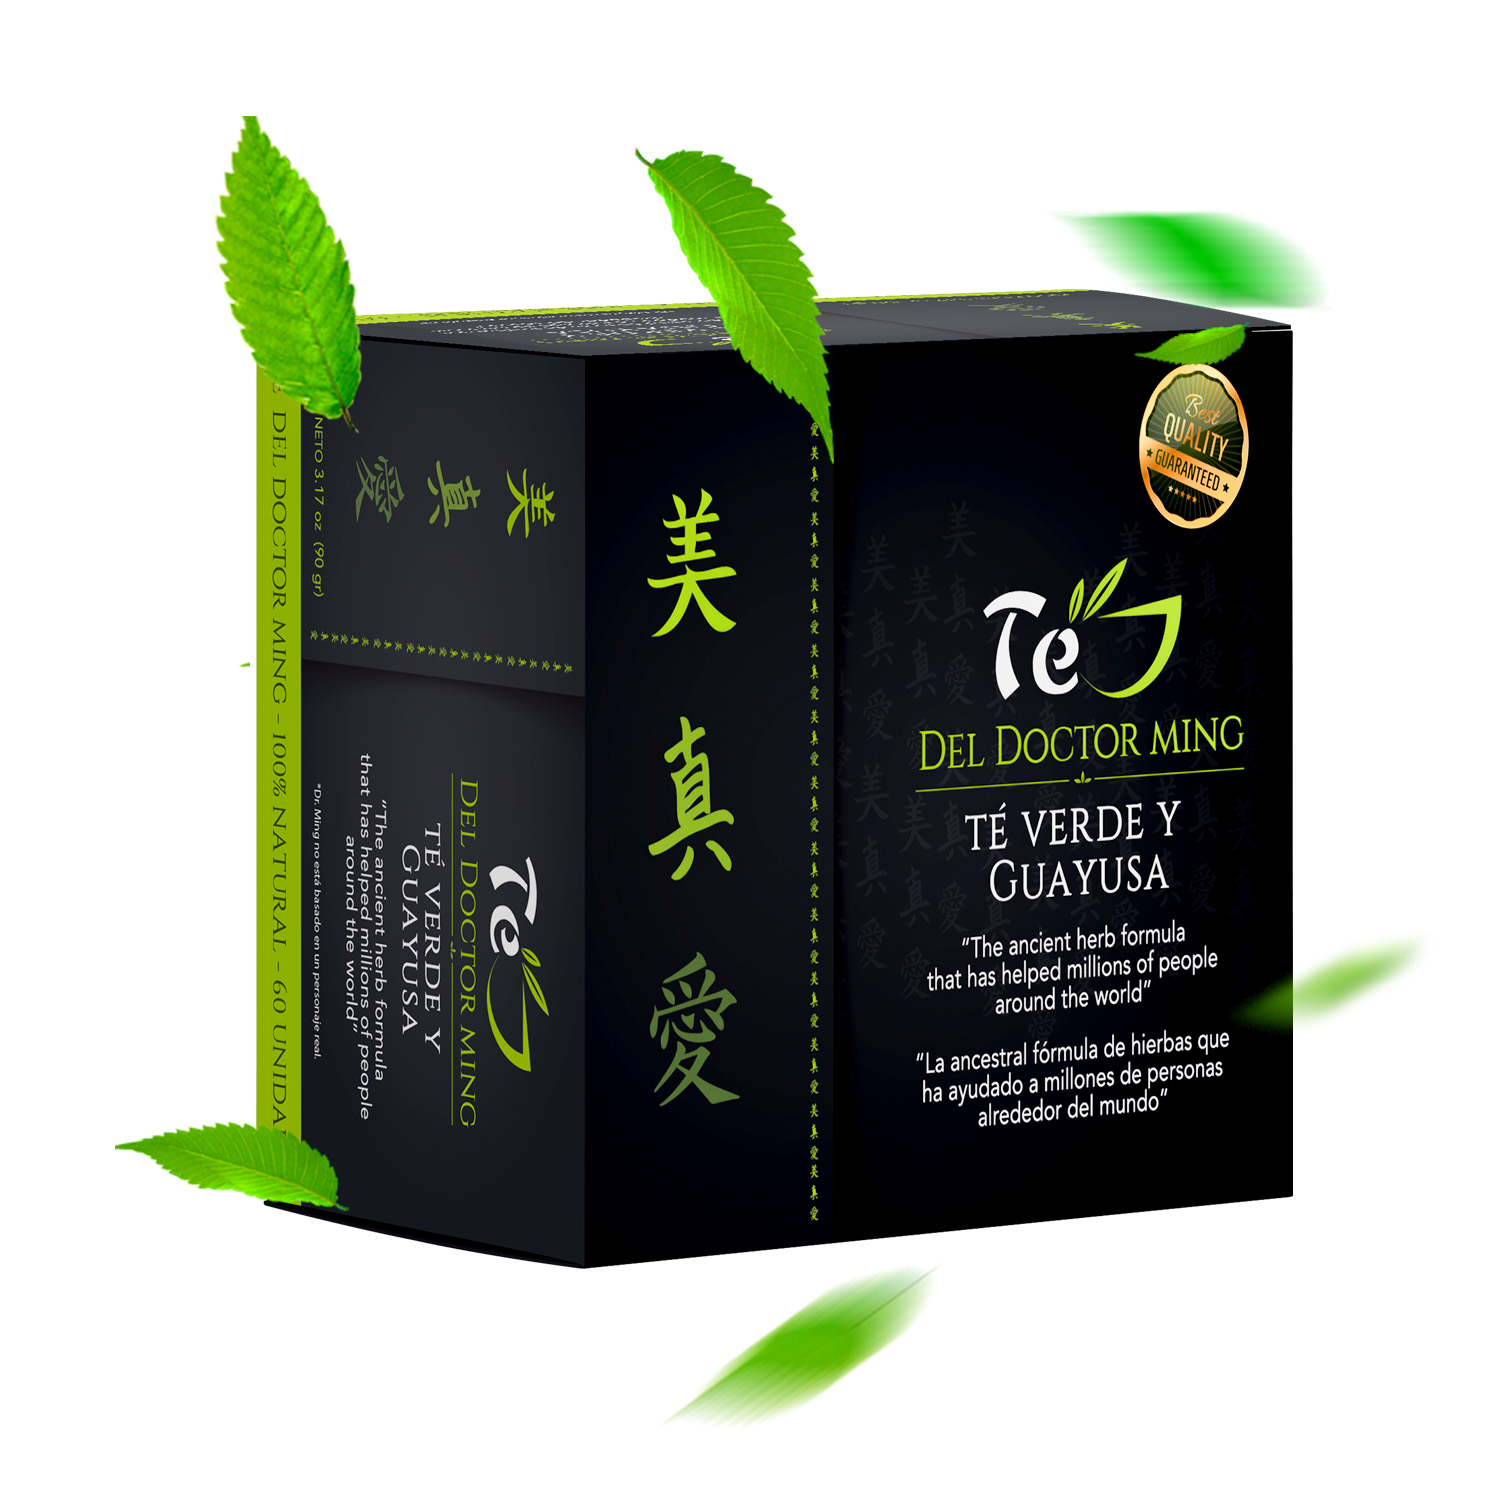 DEL DOCTOR MING - 100% NATURAL - 60 UNIDA
NETO 3.17 oz (90 gr)
美
真
愛
Te
DEL DOCTOR MING
TÉ VERDE Y
GUAYUSA
“The ancient herb formula
that has helped millions of people
around the world”
*Dr. Ming no está basado en un personaje real.
美
真
愛
Best
QUALITY
GUARANTEED
Te
DEL DOCTOR MING
TÉ VERDE Y
GUAYUSA
“The ancient herb formula
that has helped millions of people
around the world”
“La ancestral fórmula de hierbas que
ha ayudado a millones de personas
alrededor del mundo”